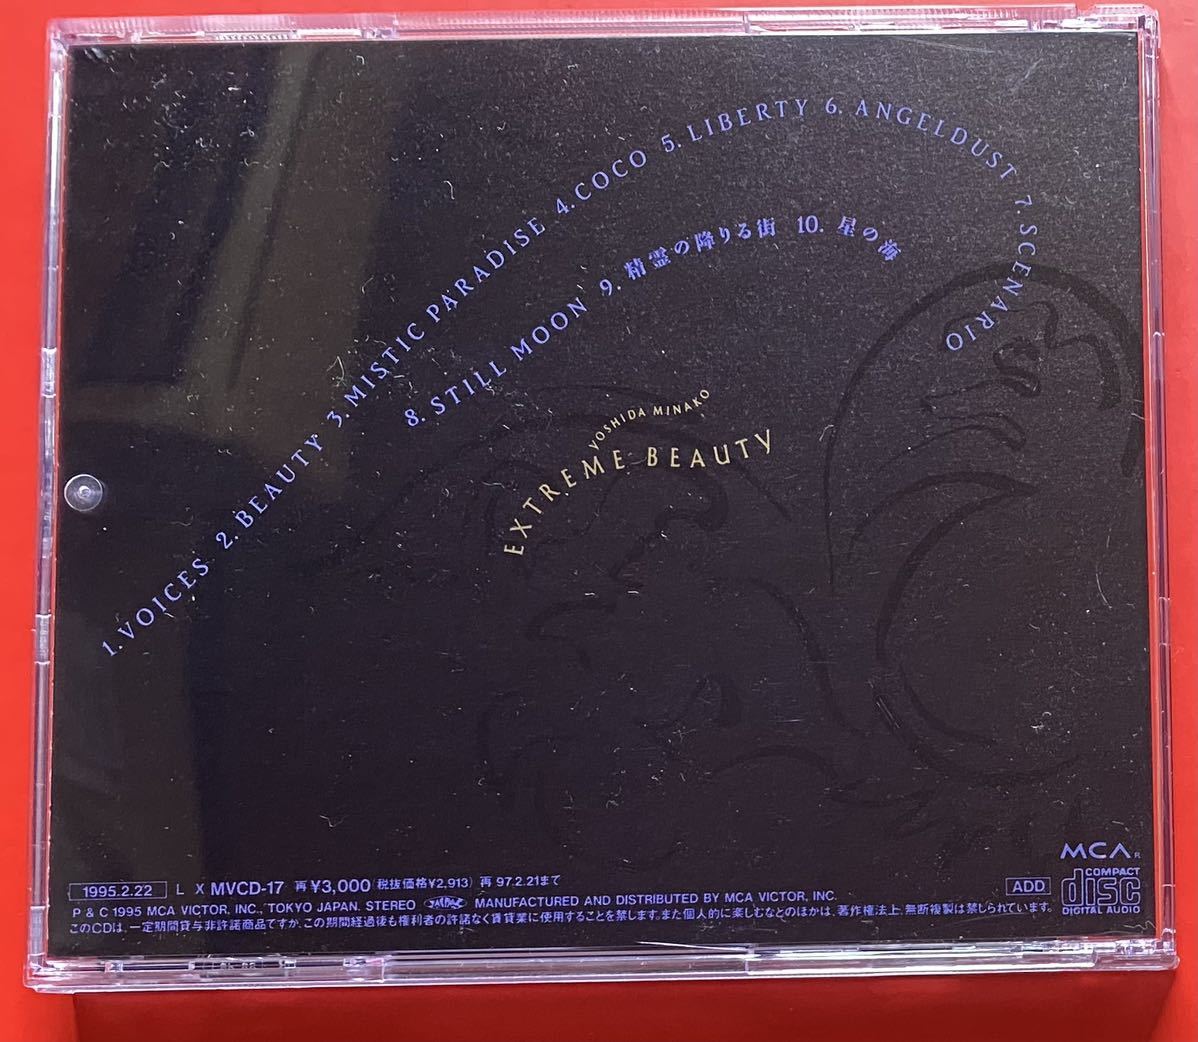 1. VOICES 2. BEAUTY 3. MISTIC PARADISE 4. COCO 5. LIBERTY 6. ANGELDUST 7. SCENARIO
8. STILL MOON 9. 精霊の降りる街 10. 星の海
YOSHIDA MINAKO
EXTREME BEAUTY
MCA R
1995.2.22 L X MVCD-17 再 ¥3,000 (税抜価格¥2,913) 再 97.2.21まで
ADD
COMPACT disc DIGITAL AUDIO
P & C 1995 MCA VICTOR, INC., TOKYO JAPAN. STEREO MANUFACTURED AND DISTRIBUTED BY MCA VICTOR, INC.
このCDは、一定期間貸与非許諾商品ですが、この期間経過後も権利者の許諾なく賃貸業に使用することを禁じます。また個人的に楽しむなどのほかは、著作権法上、無断複製は禁じられています。